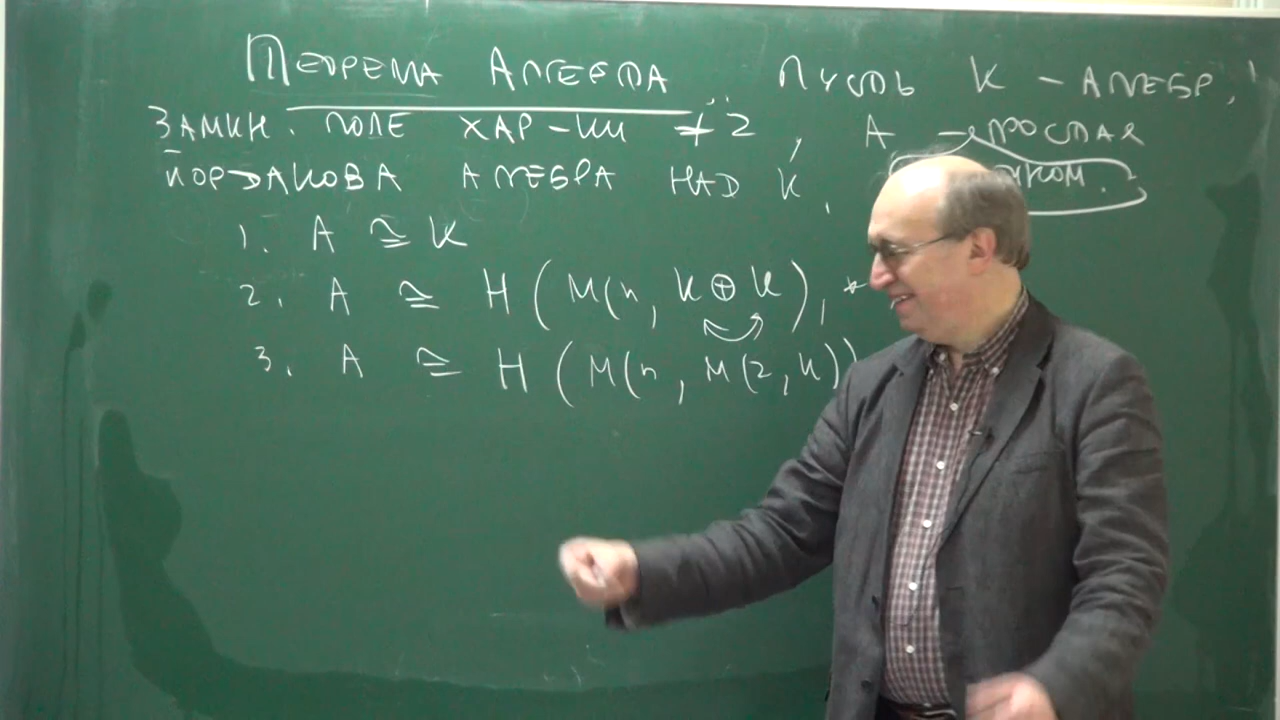 ТЕОРЕМА АЛБЕРТА ПУСТЬ K - АЛГЕБР.
ЗАМКН. ПОЛЕ ХАР-КИ ≠ 2, A - ПРОСТАЯ
ЙОРДАНОВА АЛГЕБРА НАД K,
1. A ≅ K
2. A ≅ H(M(n, K⊕K), *
3. A ≅ H(M(n, M(2, K))